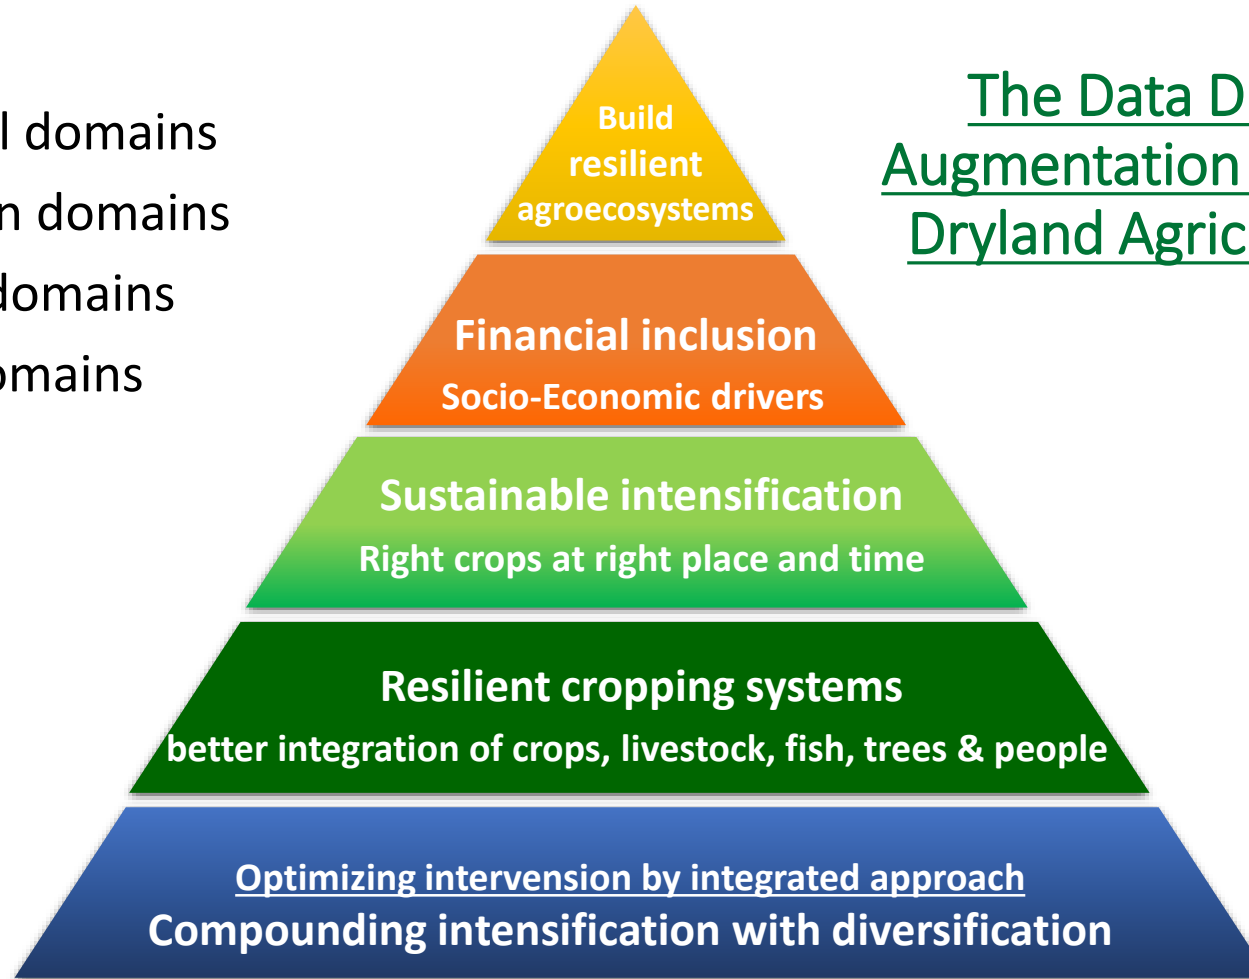 l domains
n domains
domains
omains
The Data D
Augmentation
Dryland Agric
Build
resilient
agroecosystems
Financial inclusion
Socio-Economic drivers
Sustainable intensification
Right crops at right place and time
Resilient cropping systems
better integration of crops, livestock, fish, trees & people
Optimizing intervension by integrated approach
Compounding intensification with diversification